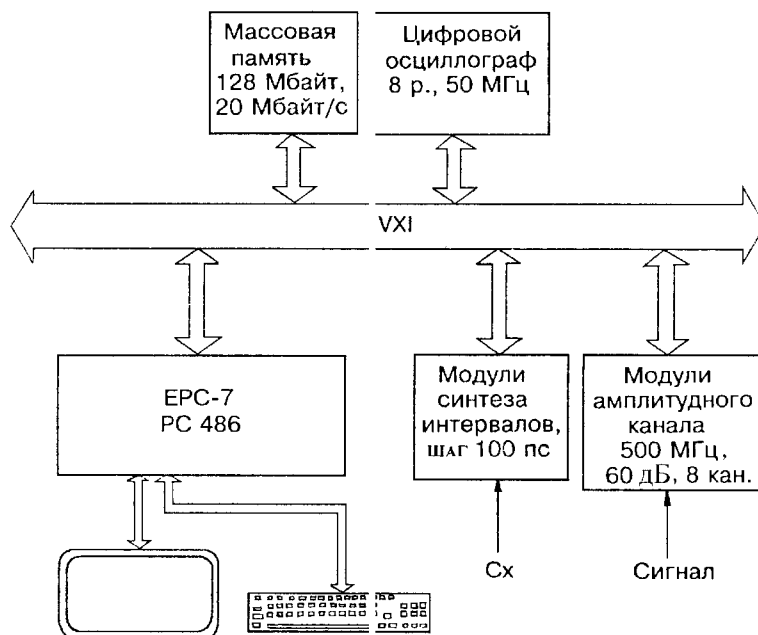 Массовая
память
128 Мбайт,
20 Мбайт/с
Цифровой
осциллограф
8 р., 50 МГц
VXI
EPC-7
PC 486
Модули
синтеза
интервалов,
шаг 100 пс
Модули
амплитудного
канала
500 МГц,
60 дБ, 8 кан.
Сх
Сигнал